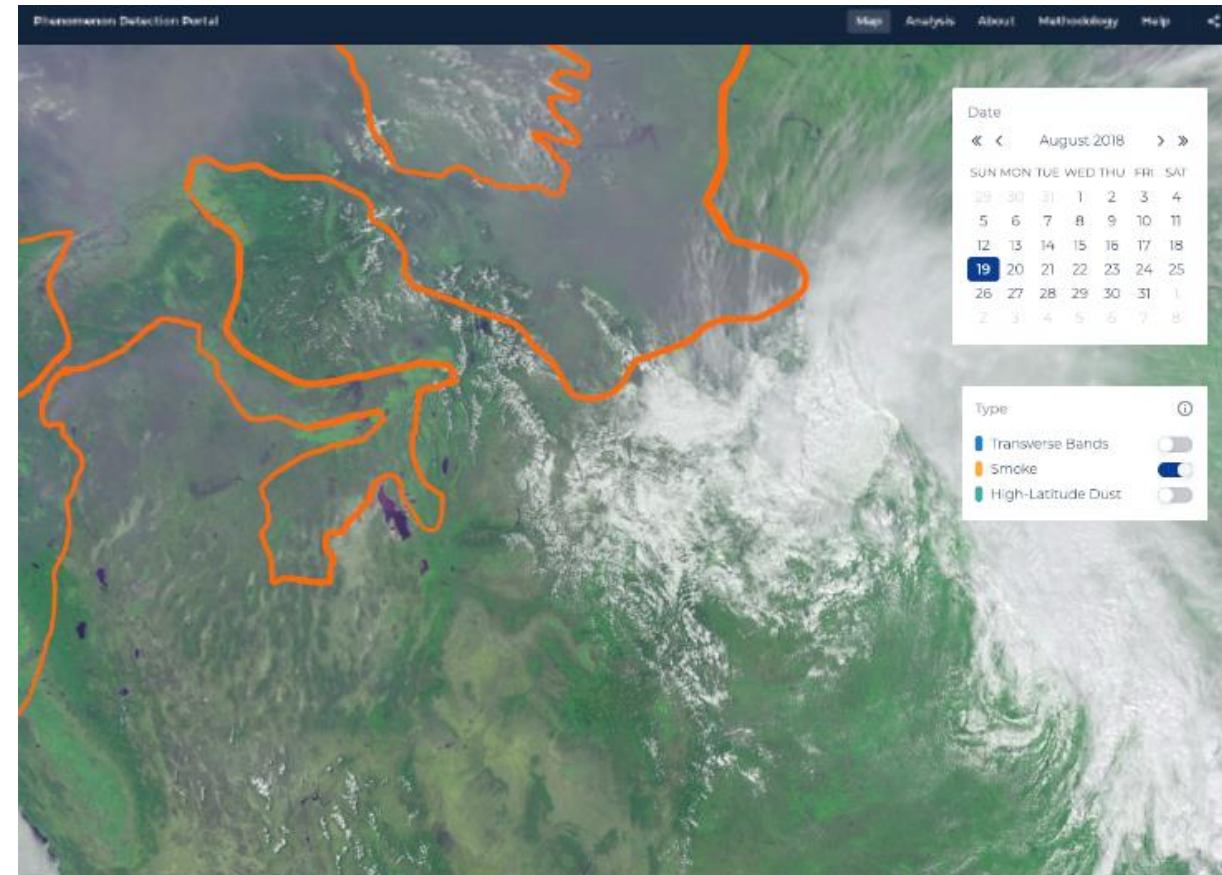 Phenomenon Detection Portal
Map Analysis About Methodology Help
Date
« < August 2018 > »
SUN MON TUE WED THU FRI SAT
29 30 31 1 2 3 4
5 6 7 8 9 10 11
12 13 14 15 16 17 18
19 20 21 22 23 24 25
26 27 28 29 30 31 1
2 3 4 5 6 7 8
Type
Transverse Bands
Smoke
High-Latitude Dust